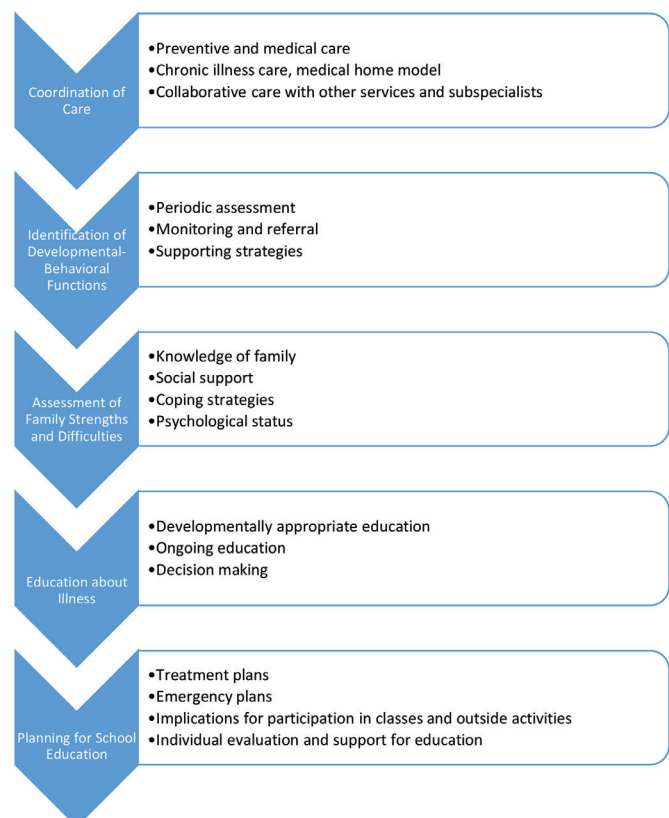 Coordination of
Care
•Preventive and medical care
•Chronic illness care, medical home model
•Collaborative care with other services and subspecialists
Identification of
Developmental-
Behavioral
Functions
•Periodic assessment
•Monitoring and referral
•Supporting strategies
Assessment of
Family Strengths
and Difficulties
•Knowledge of family
•Social support
•Coping strategies
•Psychological status
Education about
Illness
•Developmentally appropriate education
•Ongoing education
•Decision making
Planning for School
Education
•Treatment plans
•Emergency plans
•Implications for participation in classes and outside activities
•Individual evaluation and support for education